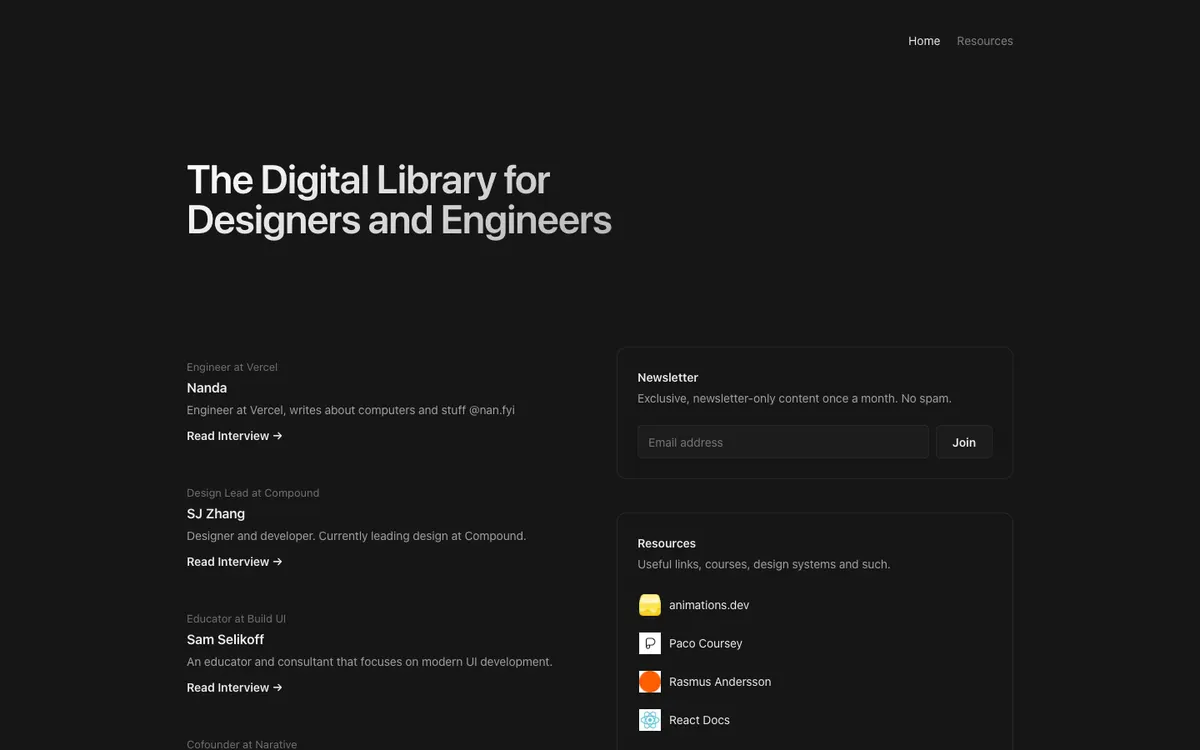 Home
Resources
The Digital Library for
Designers and Engineers
Engineer at Vercel
Nanda
Engineer at Vercel, writes about computers and stuff @nan.fyi
Read Interview →
Design Lead at Compound
SJ Zhang
Designer and developer. Currently leading design at Compound.
Read Interview →
Educator at Build UI
Sam Selikoff
An educator and consultant that focuses on modern UI development.
Read Interview →
Cofounder at Narative
Newsletter
Exclusive, newsletter-only content once a month. No spam.
Email address
Join
Resources
Useful links, courses, design systems and such.
animations.dev
Paco Coursey
Rasmus Andersson
React Docs